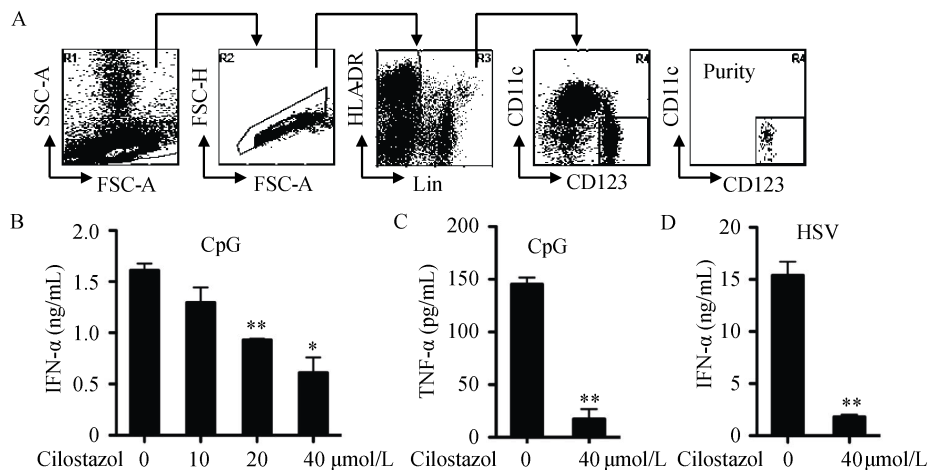 A
R1
SSC-A
FSC-A
R2
FSC-H
FSC-A
R3
HLA-DR
Lin
R4
CD11c
CD123
R4
Purity
CD11c
CD123
B
CpG
IFN-α (ng/mL)
2.0
1.5
1.0
0.5
0
**
*
Cilostazol 0 10 20 40 μmol/L
C
CpG
TNF-α (pg/mL)
200
150
100
50
0
**
Cilostazol 0 40 μmol/L
D
HSV
IFN-α (ng/mL)
20
15
10
5
0
**
Cilostazol 0 40 μmol/L